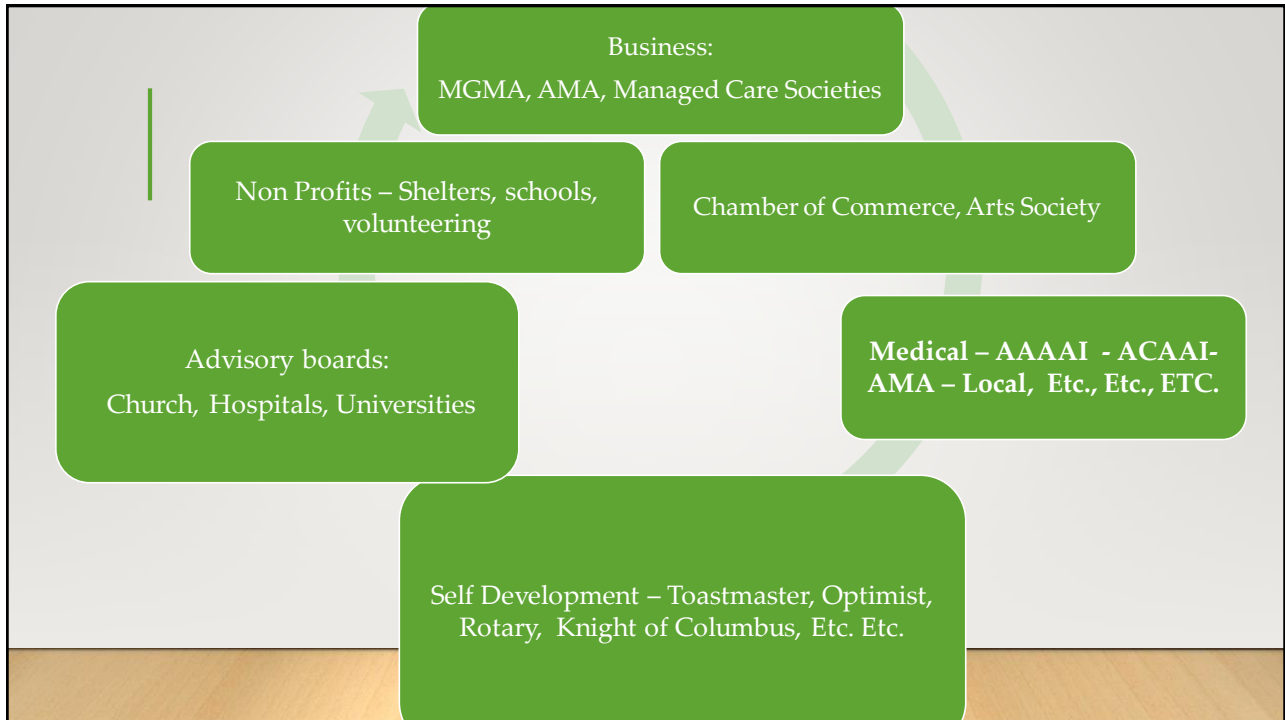 Business:
MGMA, AMA, Managed Care Societies
Non Profits – Shelters, schools,
volunteering
Chamber of Commerce, Arts Society
Advisory boards:
Church, Hospitals, Universities
Medical – AAAAI - ACAAI-
AMA – Local, Etc., Etc., ETC.
Self Development – Toastmaster, Optimist,
Rotary, Knight of Columbus, Etc. Etc.